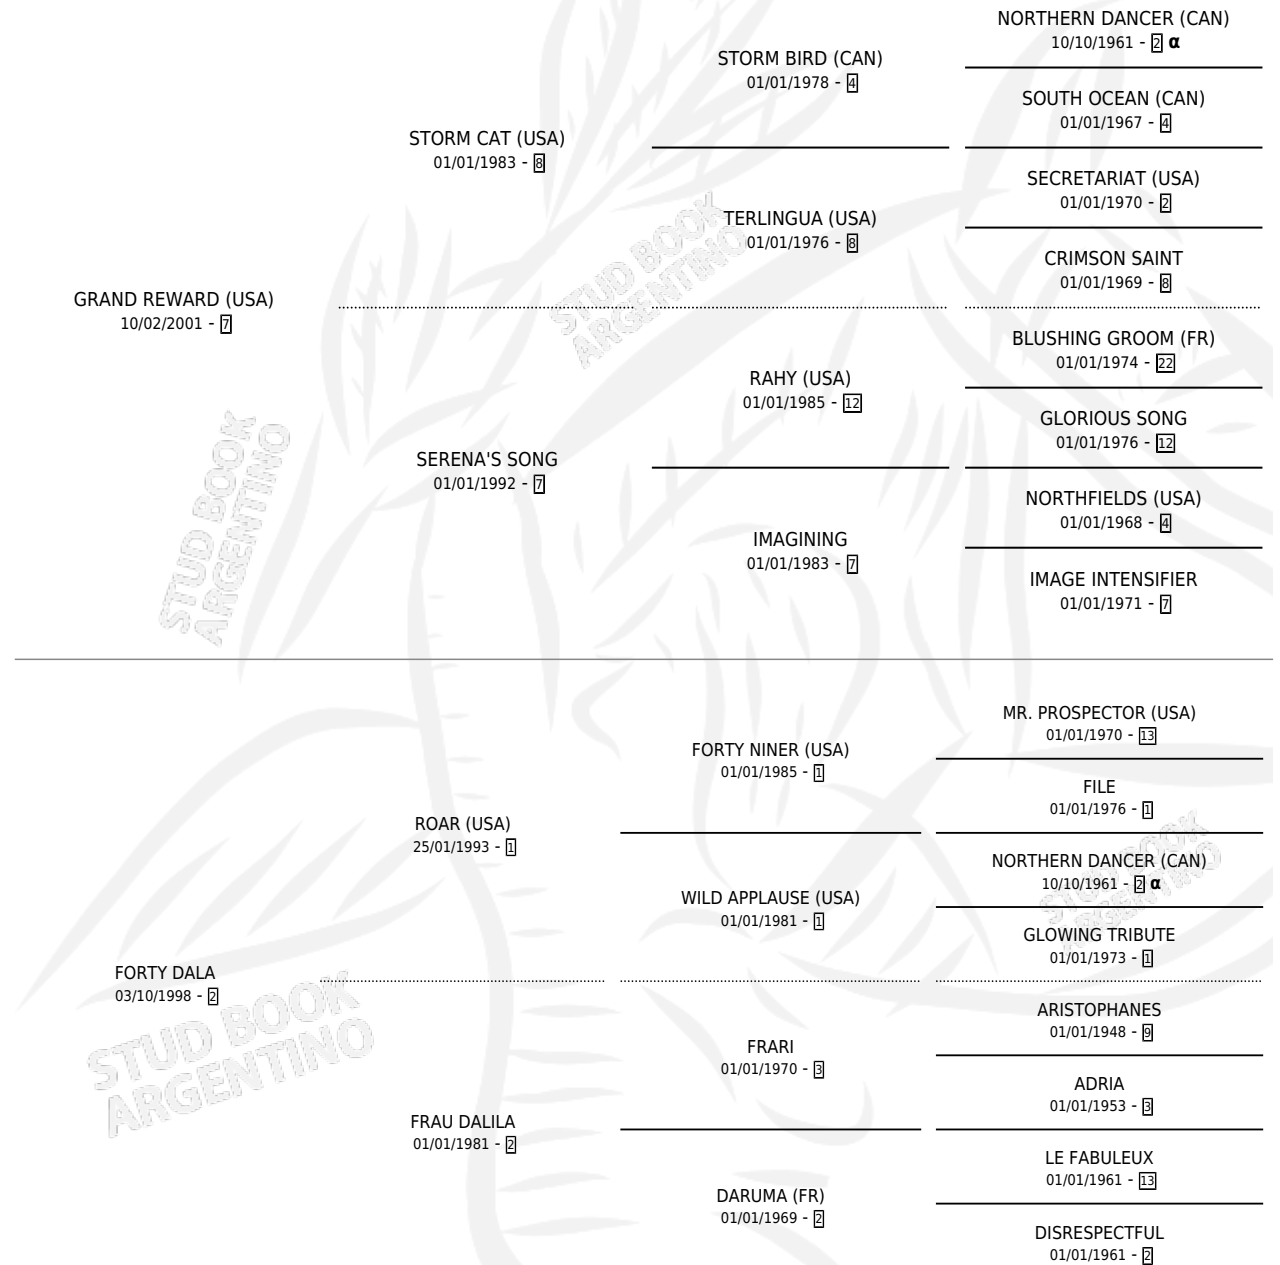 NORTHERN DANCER (CAN)
10/10/1961 - 2 α
STORM BIRD (CAN)
01/01/1978 - 4
SOUTH OCEAN (CAN)
01/01/1967 - 4
STORM CAT (USA)
01/01/1983 - 8
SECRETARIAT (USA)
01/01/1970 - 2
TERLINGUA (USA)
01/01/1976 - 8
CRIMSON SAINT
01/01/1969 - 8
GRAND REWARD (USA)
10/02/2001 - 7
BLUSHING GROOM (FR)
01/01/1974 - 22
RAHY (USA)
01/01/1985 - 12
GLORIOUS SONG
01/01/1976 - 12
SERENA'S SONG
01/01/1992 - 7
NORTHFIELDS (USA)
01/01/1968 - 4
IMAGINING
01/01/1983 - 7
IMAGE INTENSIFIER
01/01/1971 - 7
MR. PROSPECTOR (USA)
01/01/1970 - 13
FORTY NINER (USA)
01/01/1985 - 1
FILE
01/01/1976 - 1
ROAR (USA)
25/01/1993 - 1
NORTHERN DANCER (CAN)
10/10/1961 - 2 α
WILD APPLAUSE (USA)
01/01/1981 - 1
GLOWING TRIBUTE
01/01/1973 - 1
FORTY DALA
03/10/1998 - 2
ARISTOPHANES
01/01/1948 - 9
FRARI
01/01/1970 - 3
ADRIA
01/01/1953 - 3
FRAU DALILA
01/01/1981 - 2
LE FABULEUX
01/01/1961 - 13
DARUMA (FR)
01/01/1969 - 2
DISRESPECTFUL
01/01/1961 - 2
STUD BOOK
ARGENTINO
STUD BOOK
ARGENTINO
STUD BOOK
ARGENTINO
STUD BOOK
ARGENTINO